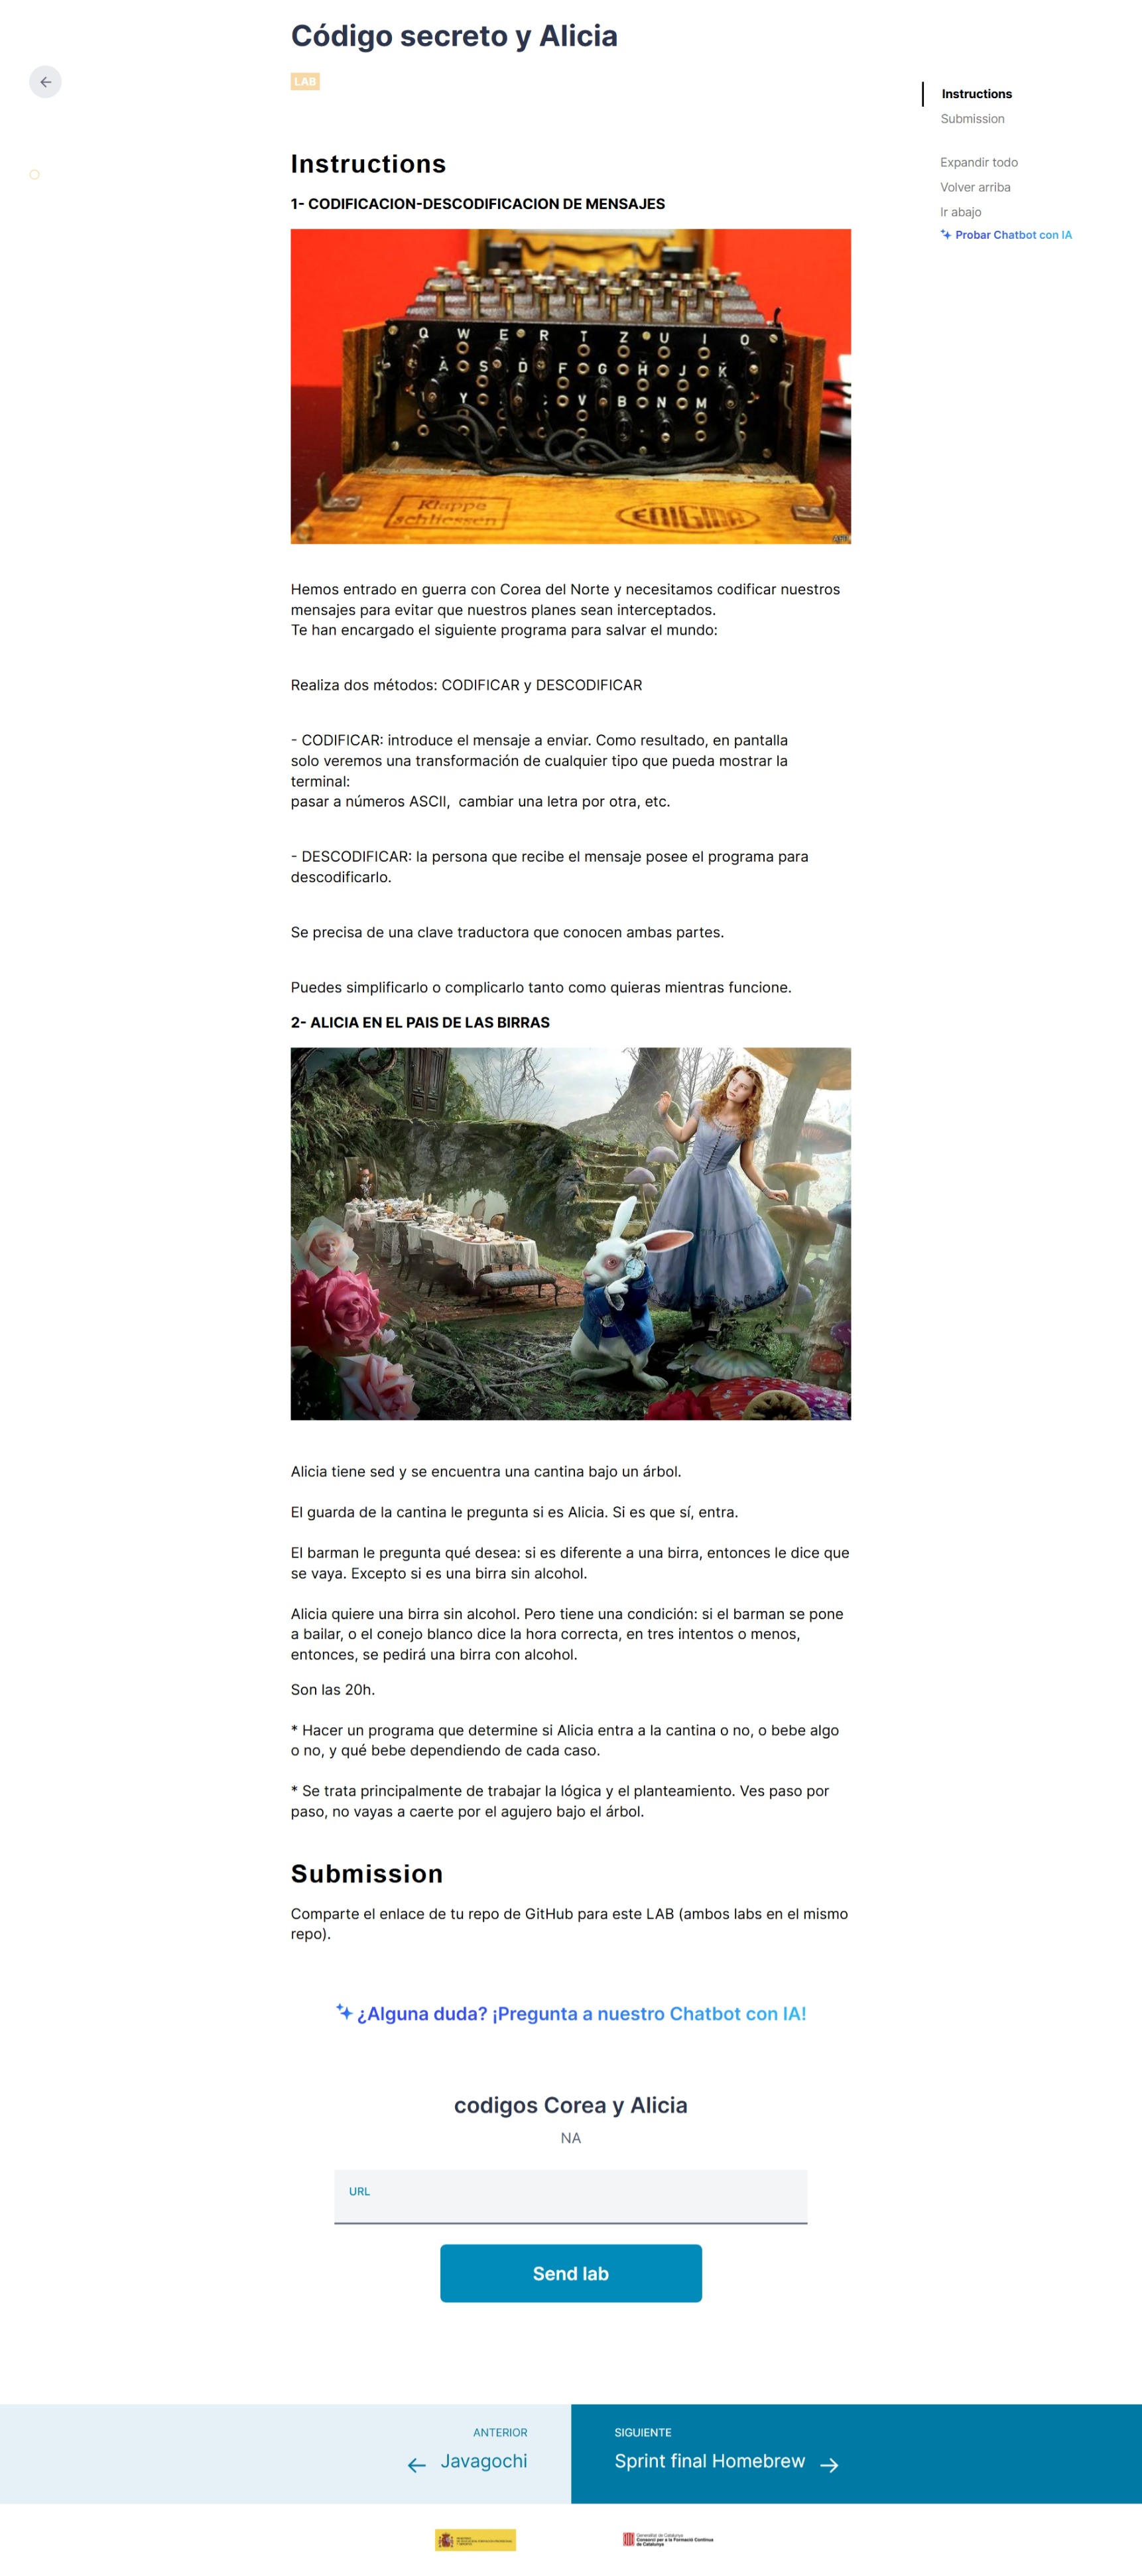 Código secreto y Alicia
LAB
Instructions
Submission
Expandir todo
Volver arriba
Ir abajo
Probar Chatbot con IA
Instructions
1- CODIFICACION-DESCODIFICACION DE MENSAJES
Q W E R T Z U I O
A S D F G H J K
Y C V B N M
Klappe
schliessen
ENIGMA
Hemos entrado en guerra con Corea del Norte y necesitamos codificar nuestros
mensajes para evitar que nuestros planes sean interceptados.
Te han encargado el siguiente programa para salvar el mundo:
Realiza dos métodos: CODIFICAR y DESCODIFICAR
- CODIFICAR: introduce el mensaje a enviar. Como resultado, en pantalla
solo veremos una transformación de cualquier tipo que pueda mostrar la
terminal:
pasar a números ASCII, cambiar una letra por otra, etc.
- DESCODIFICAR: la persona que recibe el mensaje posee el programa para
descodificarlo.
Se precisa de una clave traductora que conocen ambas partes.
Puedes simplificarlo o complicarlo tanto como quieras mientras funcione.
2- ALICIA EN EL PAIS DE LAS BIRRAS
Alicia tiene sed y se encuentra una cantina bajo un árbol.
El guarda de la cantina le pregunta si es Alicia. Si es que sí, entra.
El barman le pregunta qué desea: si es diferente a una birra, entonces le dice que
se vaya. Excepto si es una birra sin alcohol.
Alicia quiere una birra sin alcohol. Pero tiene una condición: si el barman se pone
a bailar, o el conejo blanco dice la hora correcta, en tres intentos o menos,
entonces, se pedirá una birra con alcohol.
Son las 20h.
* Hacer un programa que determine si Alicia entra a la cantina o no, o bebe algo
o no, y qué bebe dependiendo de cada caso.
* Se trata principalmente de trabajar la lógica y el planteamiento. Ves paso por
paso, no vayas a caerte por el agujero bajo el árbol.
Submission
Comparte el enlace de tu repo de GitHub para este LAB (ambos labs en el mismo
repo).
¿Alguna duda? ¡Pregunta a nuestro Chatbot con IA!
codigos Corea y Alicia
NA
URL
Send lab
ANTERIOR
Javagochi
SIGUIENTE
Sprint final Homebrew
Generalitat de Catalunya
Consorci per a la Formació Contínua
de Catalunya